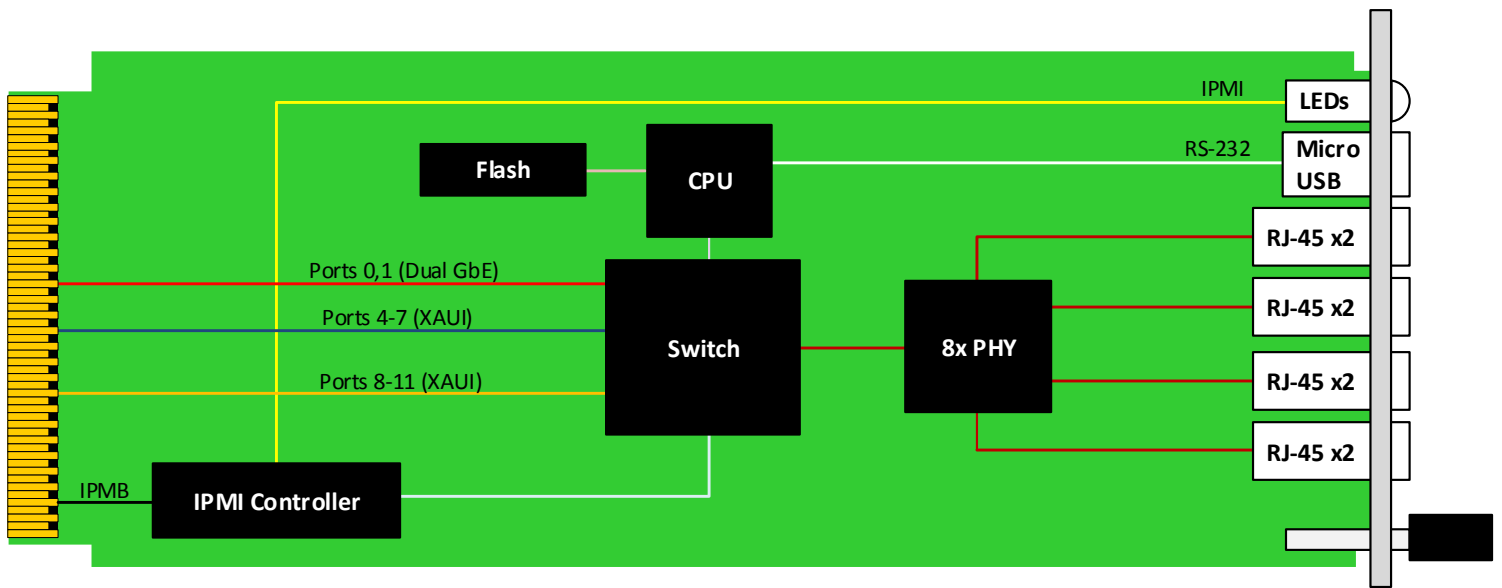 IPMI
LEDs
RS-232
Micro
USB
Flash
CPU
RJ-45 x2
Ports 0,1 (Dual GbE)
RJ-45 x2
Ports 4-7 (XAUI)
Switch
8x PHY
Ports 8-11 (XAUI)
RJ-45 x2
RJ-45 x2
IPMB
IPMI Controller